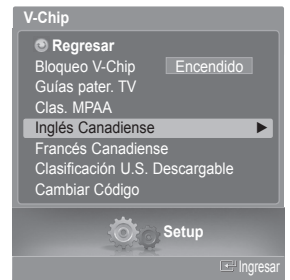 V-Chip
Regresar
Bloqueo V-Chip Encendido
Guías pater. TV
Clas. MPAA
Inglés Canadiense
Francés Canadiense
Clasificación U.S. Descargable
Cambiar Código
Setup
Ingresar